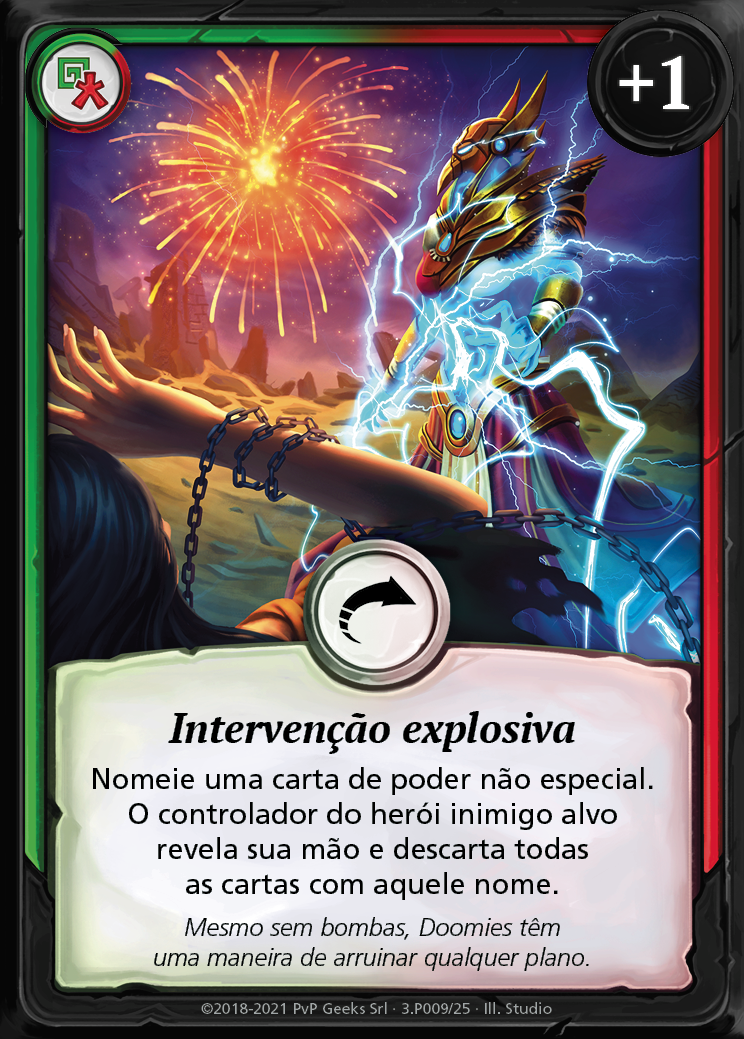 +1
Intervenção explosiva
Nomeie uma carta de poder não especial.
O controlador do herói inimigo alvo
revela sua mão e descarta todas
as cartas com aquele nome.
Mesmo sem bombas, Doomies têm
uma maneira de arruinar qualquer plano.
©2018-2021 PvP Geeks Srl · 3.P009/25 · Ill. Studio